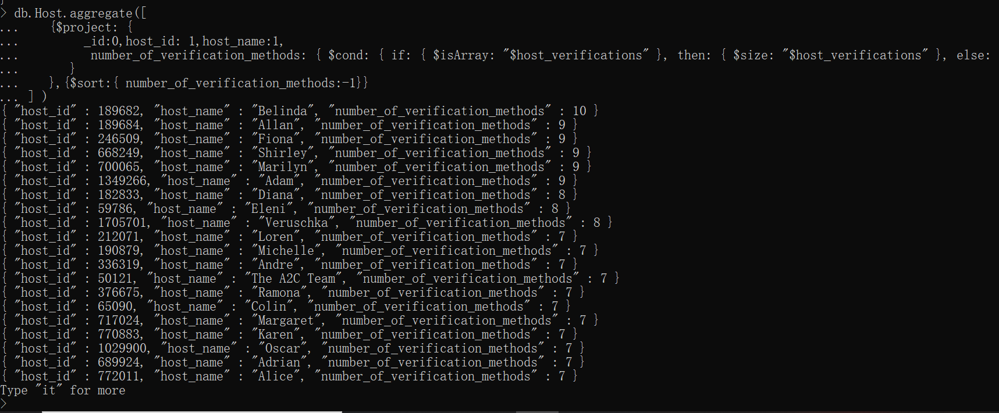 }
> db.Host.aggregate([
...     {$project: {
...          _id:0,host_id: 1,host_name:1,
...           number_of_verification_methods: { $cond: { if: { $isArray: "$host_verifications" }, then: { $size: "$host_verifications" }, else:
...        }
...     },{$sort:{ number_of_verification_methods:-1}}
... ] )
{ "host_id" : 189682, "host_name" : "Belinda", "number_of_verification_methods" : 10 }
{ "host_id" : 189684, "host_name" : "Allan", "number_of_verification_methods" : 9 }
{ "host_id" : 246509, "host_name" : "Fiona", "number_of_verification_methods" : 9 }
{ "host_id" : 668249, "host_name" : "Shirley", "number_of_verification_methods" : 9 }
{ "host_id" : 700065, "host_name" : "Marilyn", "number_of_verification_methods" : 9 }
{ "host_id" : 1349266, "host_name" : "Adam", "number_of_verification_methods" : 9 }
{ "host_id" : 182833, "host_name" : "Diana", "number_of_verification_methods" : 8 }
{ "host_id" : 59786, "host_name" : "Eleni", "number_of_verification_methods" : 8 }
{ "host_id" : 1705701, "host_name" : "Veruschka", "number_of_verification_methods" : 8 }
{ "host_id" : 212071, "host_name" : "Loren", "number_of_verification_methods" : 7 }
{ "host_id" : 190879, "host_name" : "Michelle", "number_of_verification_methods" : 7 }
{ "host_id" : 336319, "host_name" : "Andre", "number_of_verification_methods" : 7 }
{ "host_id" : 50121, "host_name" : "The A2C Team", "number_of_verification_methods" : 7 }
{ "host_id" : 376675, "host_name" : "Ramona", "number_of_verification_methods" : 7 }
{ "host_id" : 65090, "host_name" : "Colin", "number_of_verification_methods" : 7 }
{ "host_id" : 717024, "host_name" : "Margaret", "number_of_verification_methods" : 7 }
{ "host_id" : 770883, "host_name" : "Karen", "number_of_verification_methods" : 7 }
{ "host_id" : 1029900, "host_name" : "Oscar", "number_of_verification_methods" : 7 }
{ "host_id" : 689924, "host_name" : "Adrian", "number_of_verification_methods" : 7 }
{ "host_id" : 772011, "host_name" : "Alice", "number_of_verification_methods" : 7 }
Type "it" for more
>